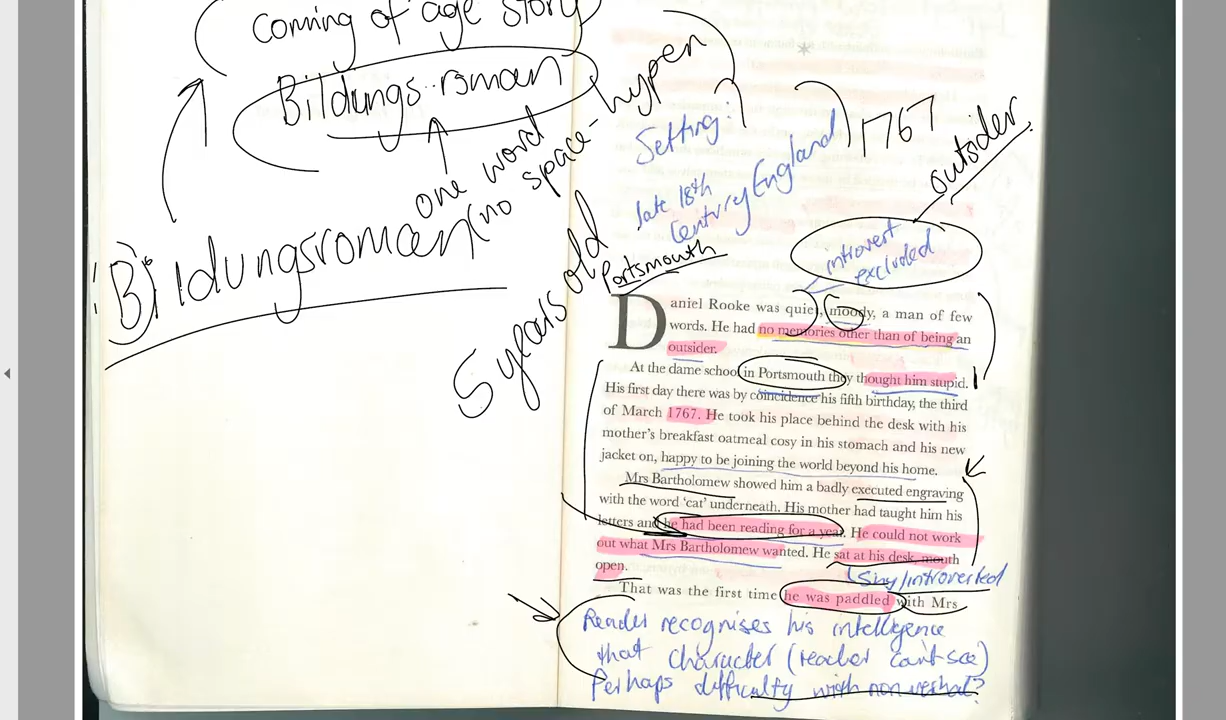 Coming of age story
Bildungs-roman
one word
(no space-hypen
Bildungsroman
5 years old
Setting:
late 18th
Century England
1767
Portsmouth
outsider
introvert
excluded
Daniel Rooke was quiet, moody, a man of few
words. He had no memories other than of being an
outsider.
At the dame school in Portsmouth they thought him stupid.
His first day there was by coincidence his fifth birthday, the third
of March 1767. He took his place behind the desk with his
mother's breakfast oatmeal cosy in his stomach and his new
jacket on, happy to be joining the world beyond his home.
Mrs Bartholomew showed him a badly executed engraving
with the word 'cat' underneath. His mother had taught him his
letters and he had been reading for a year. He could not work
out what Mrs Bartholomew wanted. He sat at his desk, mouth
open.
shy/introverted
That was the first time he was paddled with Mrs
Reader recognises his intelligence
that character (teacher can't see)
Perhaps difficulty with non verbal?